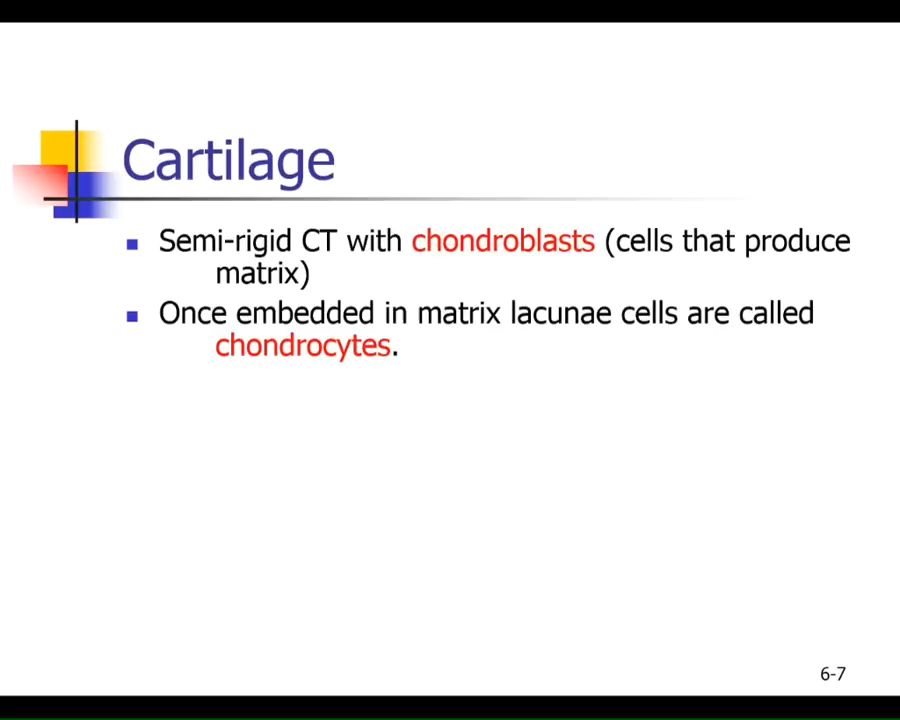 Cartilage
Semi-rigid CT with chondroblasts (cells that produce
matrix)
Once embedded in matrix lacunae cells are called
chondrocytes.
6-7